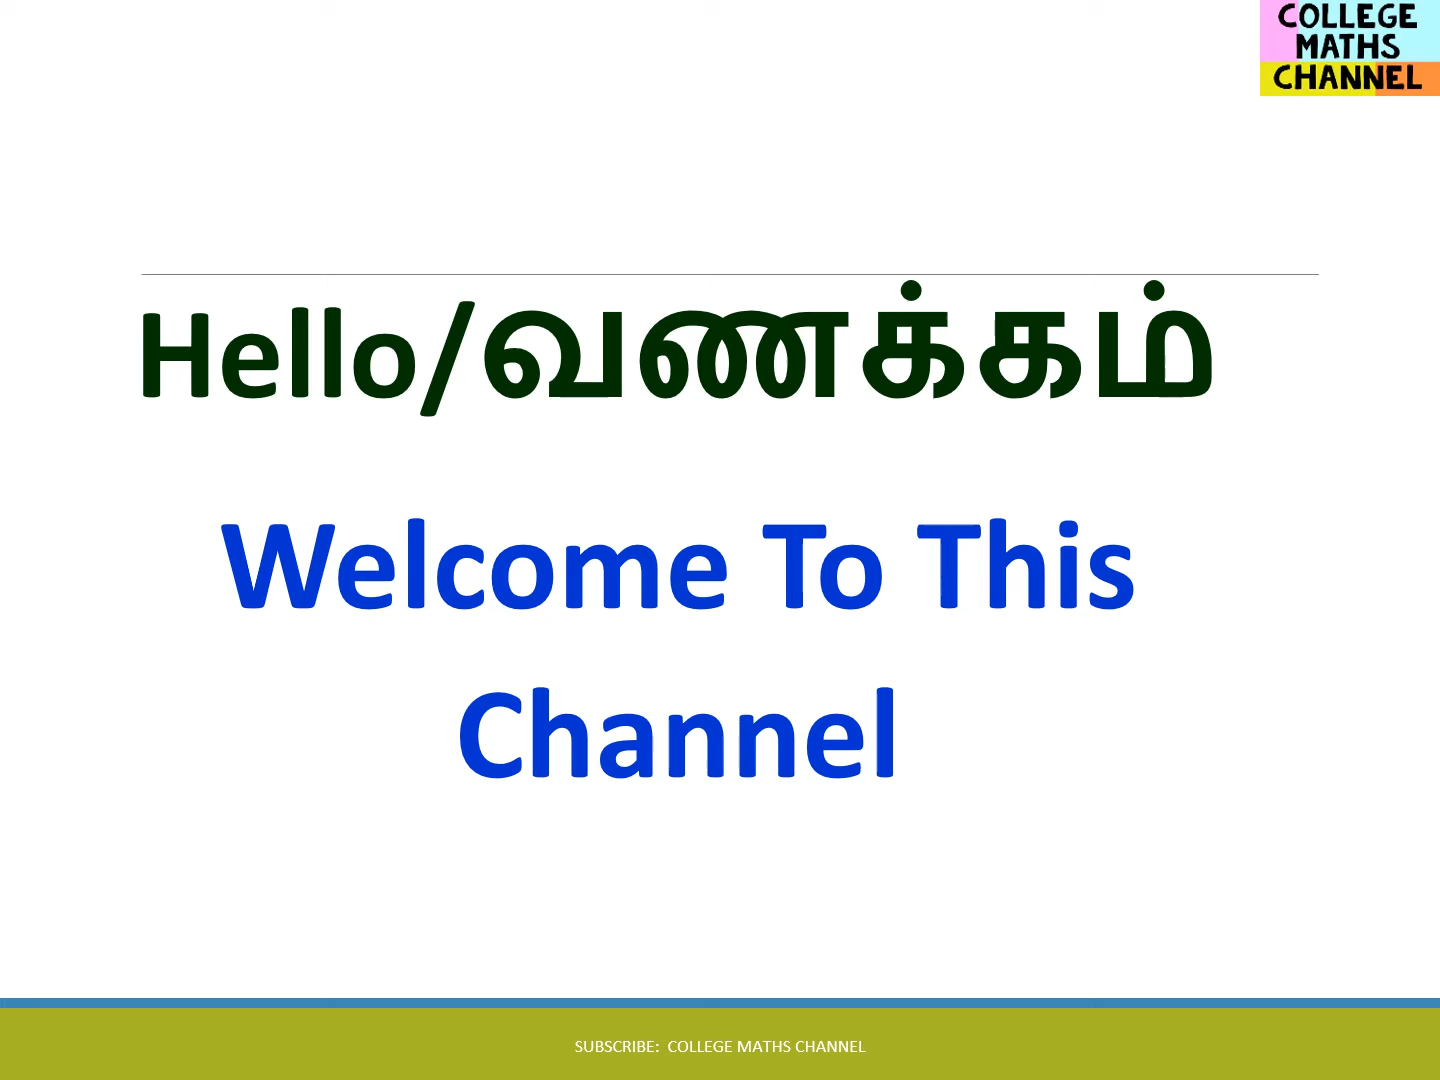 COLLEGE
MATHS
CHANNEL
Hello/வணக்கம்
Welcome To This
Channel
SUBSCRIBE: COLLEGE MATHS CHANNEL